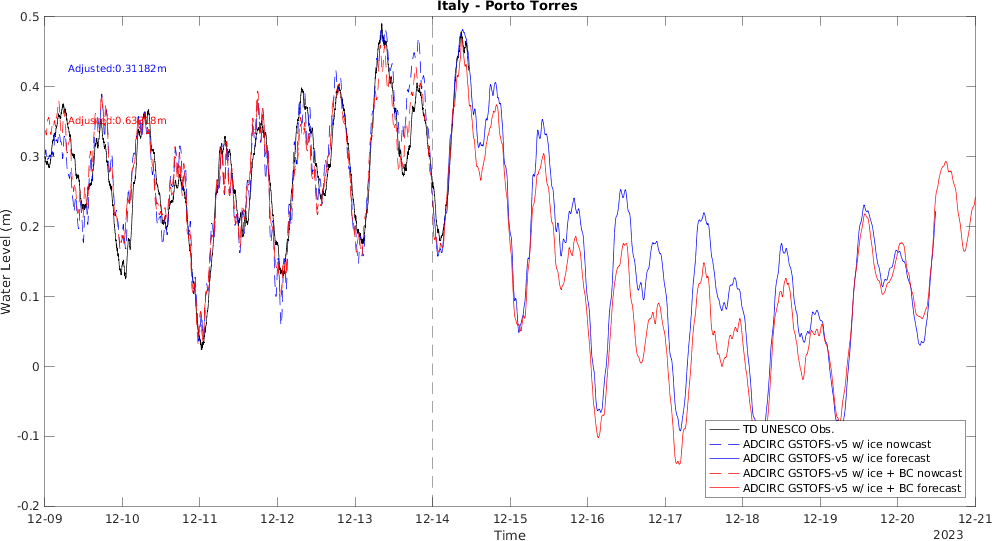 Italy - Porto Torres
0.5
0.4
0.3
0.2
0.1
0
-0.1
-0.2
Water Level (m)
Adjusted:0.31182m
TD UNESCO Obs.
ADCIRC GSTOFS-v5 w/ ice nowcast
ADCIRC GSTOFS-v5 w/ ice forecast
ADCIRC GSTOFS-v5 w/ ice + BC nowcast
ADCIRC GSTOFS-v5 w/ ice + BC forecast
12-09 12-10 12-11 12-12 12-13 12-14 12-15 12-16 12-17 12-18 12-19 12-20 12-21
Time
2023